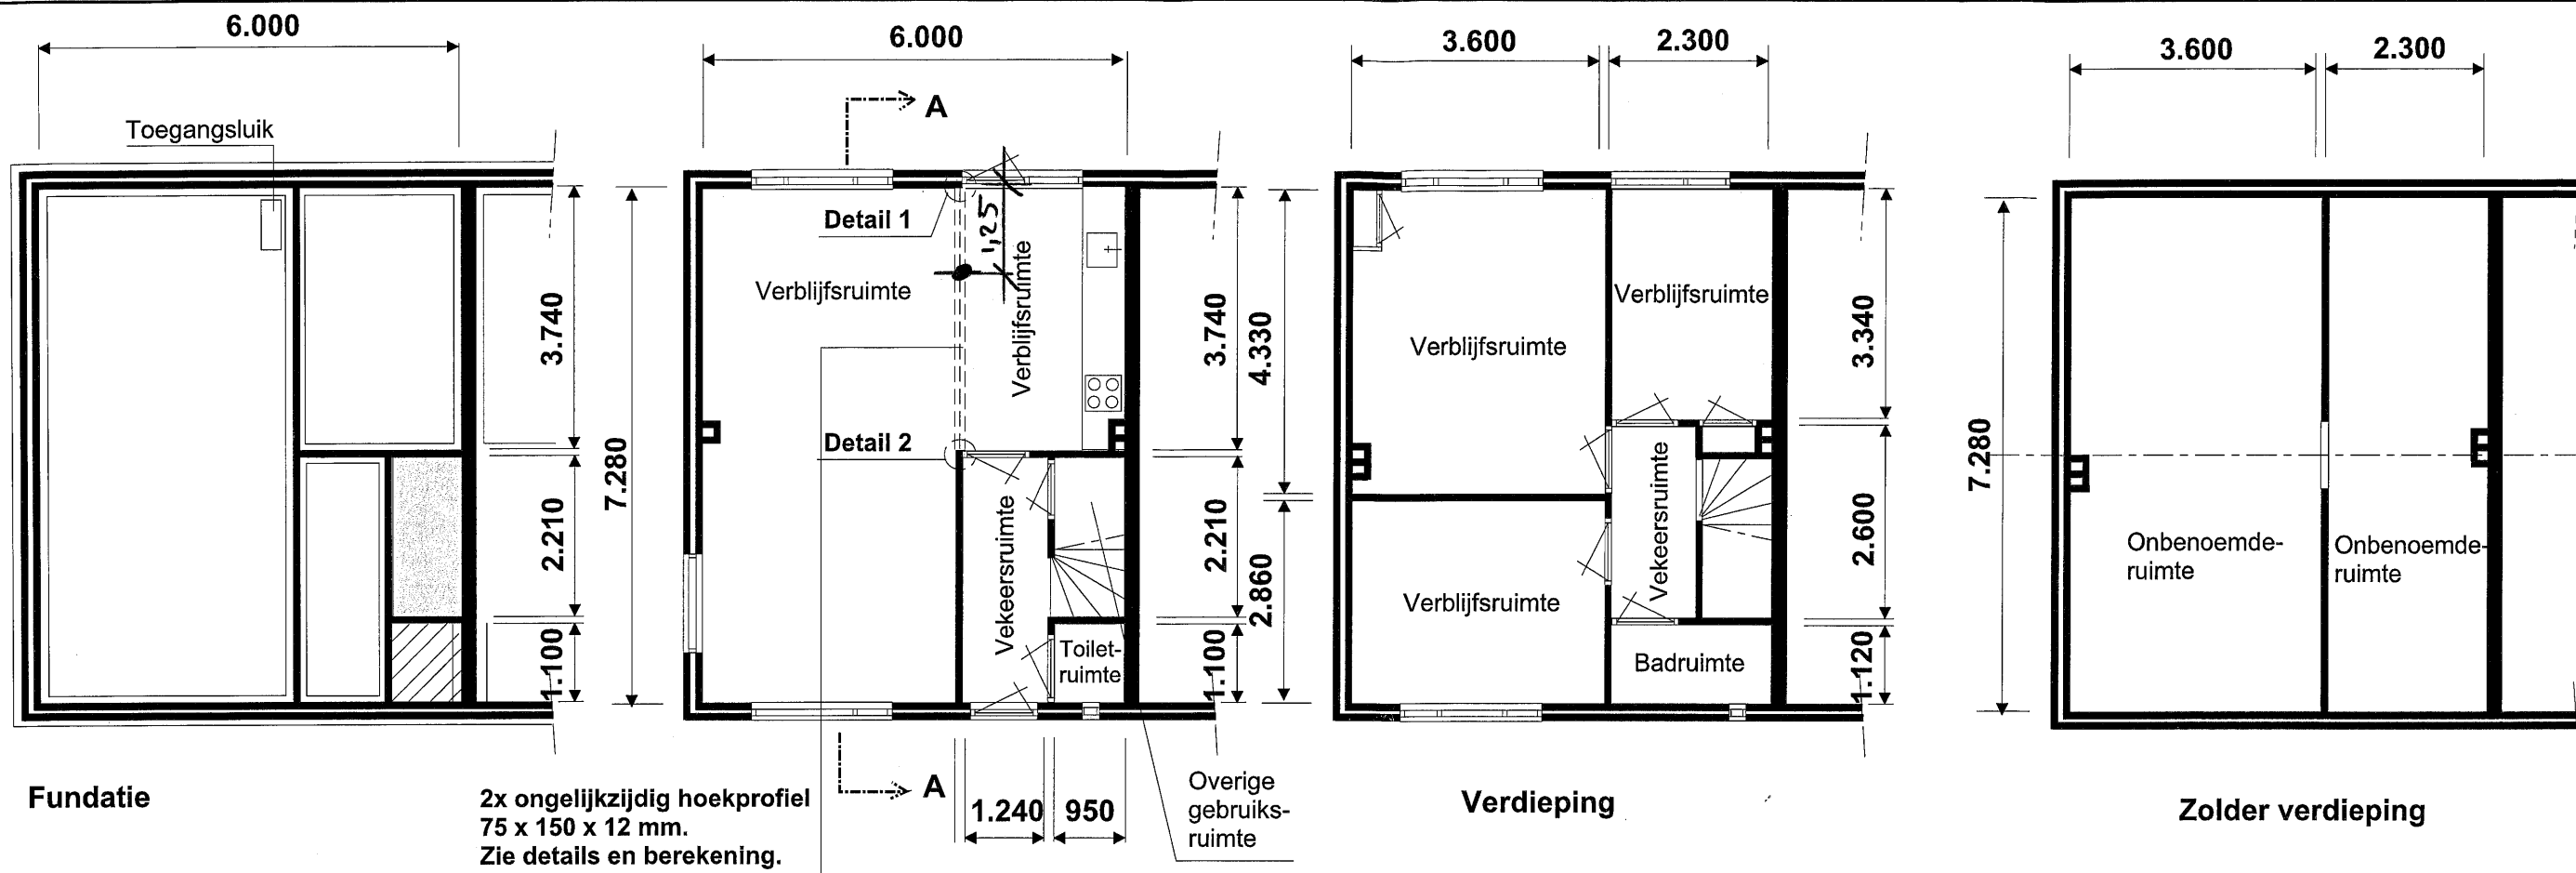 6.000
Toegangsluik
3.740
2.210
1.100
Fundatie
6.000
A
Detail 1
1,25
Verblijfsruimte
Verblijfsruimte
Detail 2
7.280
3.740
4.330
2.210
2.860
1.100
Vekeersruimte
Toilet-
ruimte
A
1.240
950
Overige
gebruiks-
ruimte
2x ongelijkzijdig hoekprofiel
75 x 150 x 12 mm.
Zie details en berekening.
3.600
2.300
Verblijfsruimte
Verblijfsruimte
Vekeersruimte
Verblijfsruimte
Badruimte
3.340
2.600
1.120
Verdieping
3.600
2.300
7.280
Onbenoemde-
ruimte
Onbenoemde-
ruimte
Zolder verdieping